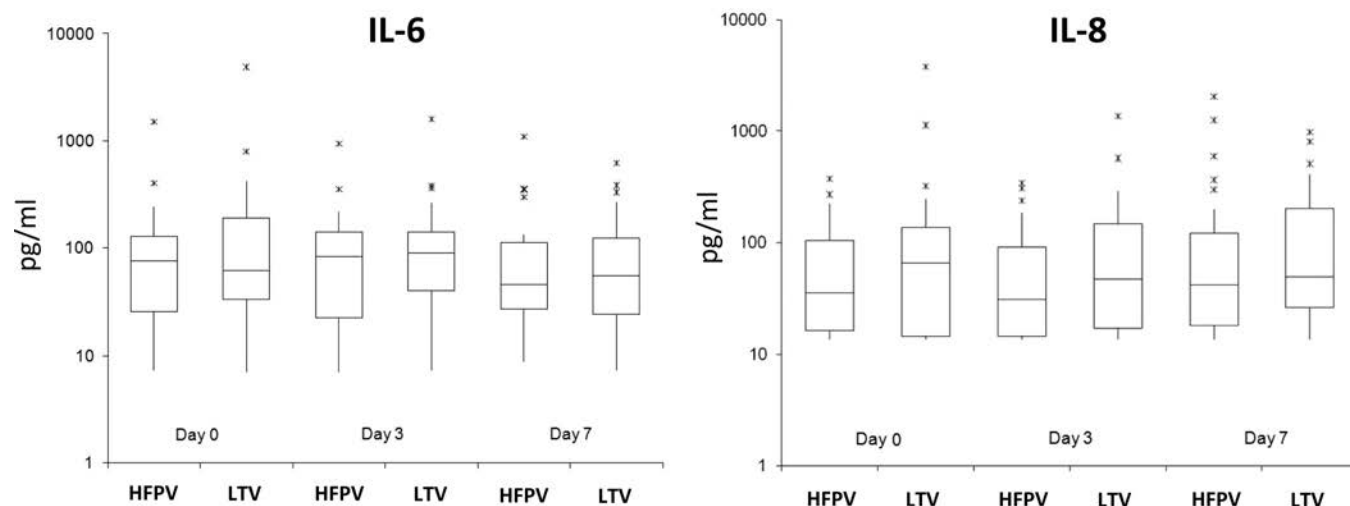 IL-6
10000
1000
100
10
1
pg/ml
Day 0
Day 3
Day 7
HFPV
LTV
HFPV
LTV
HFPV
LTV
IL-8
10000
1000
100
10
1
pg/ml
Day 0
Day 3
Day 7
HFPV
LTV
HFPV
LTV
HFPV
LTV